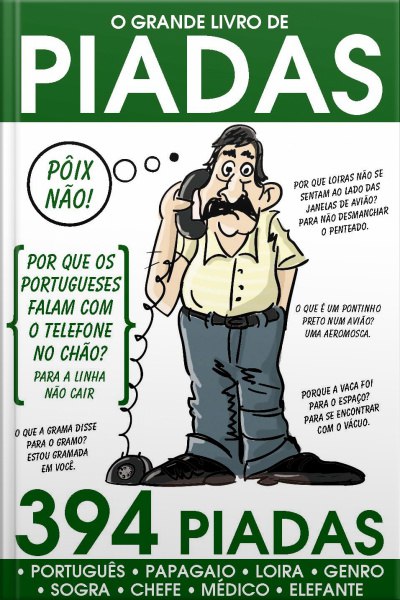 O GRANDE LIVRO DE
PIADAS
PÔIX
NÃO!
POR QUE LOIRAS NÃO SE
SENTAM AO LADO DAS
JANELAS DE AVIÃO?
PARA NÃO DESMANCHAR
O PENTEADO.
POR QUE OS
PORTUGUESES
FALAM COM
O TELEFONE
NO CHÃO?
PARA A LINHA
NÃO CAIR
O QUE É UM PONTINHO
PRETO NUM AVIÃO?
UMA AEROMOSCA.
PORQUE A VACA FOI
PARA O ESPAÇO?
PARA SE ENCONTRAR
COM O VÁCUO.
O QUE A GRAMA DISSE
PARA O GRAMO?
ESTOU GRAMADA
EM VOCÊ.
394 PIADAS
• PORTUGUÊS • PAPAGAIO • LOIRA • GENRO
• SOGRA • CHEFE • MÉDICO • ELEFANTE